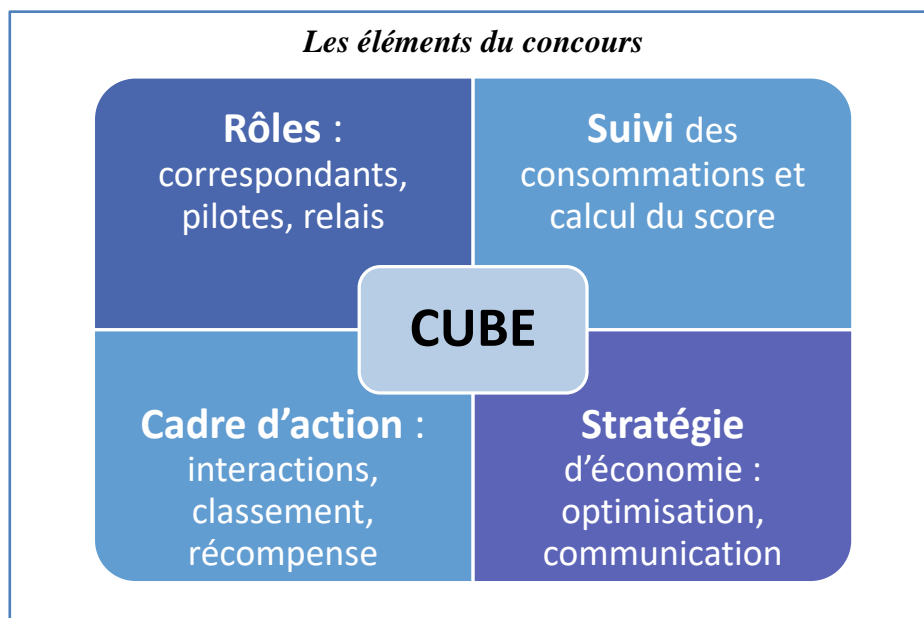 Les éléments du concours
Rôles :
correspondants,
pilotes, relais
Suivi des
consommations et
calcul du score
CUBE
Cadre d’action :
interactions,
classement,
récompense
Stratégie
d’économie :
optimisation,
communication